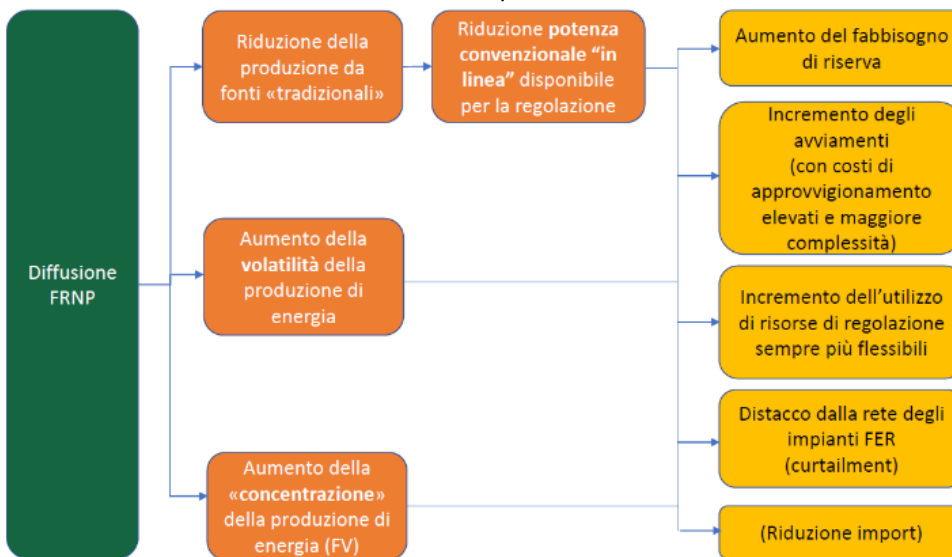 Diffusione
FRNP
Riduzione della
produzione da
fonti «tradizionali»
Riduzione potenza
convenzionale “in
linea” disponibile
per la regolazione
Aumento della
volatilità della
produzione di
energia
Aumento della
«concentrazione»
della produzione di
energia (FV)
Aumento del fabbisogno
di riserva
Incremento degli
avviamenti
(con costi di
approvvigionamento
elevati e maggiore
complessità)
Incremento dell’utilizzo
di risorse di regolazione
sempre più flessibili
Distacco dalla rete degli
impianti FER
(curtailment)
(Riduzione import)